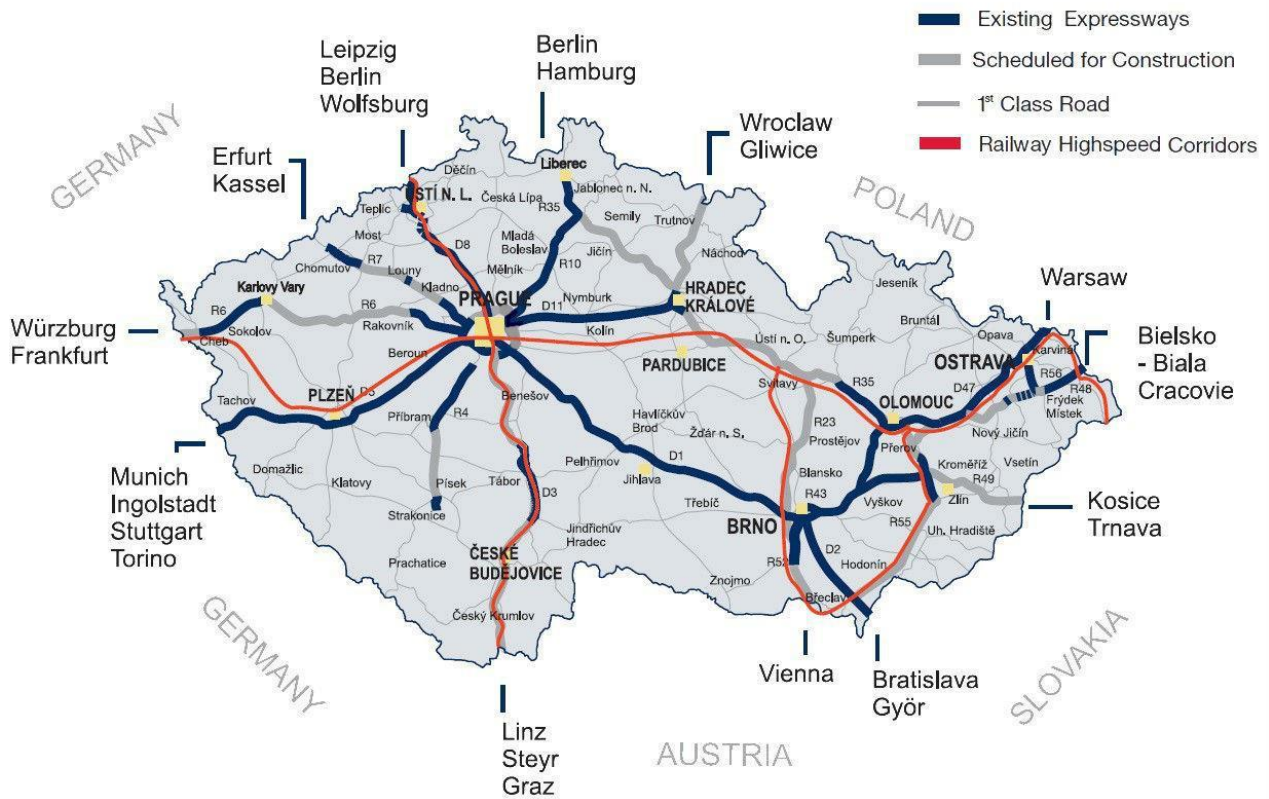 Existing Expressways
Scheduled for Construction
1st Class Road
Railway Highspeed Corridors
Leipzig
Berlin
Wolfsburg
Berlin
Hamburg
Wroclaw
Gliwice
GERMANY
Erfurt
Kassel
POLAND
Děčín
Liberec
STÍ N. L.
Česká Lípa
Jablonec n. N.
Teplic
R35
Semily
Trutnov
Most
D8
Mladá
Boleslav
Jičín
Náchod
R7
Chomutov
Louny
Mělník
R10
Warsaw
Karlovy Vary
Kladno
PRAGUE
Nymburk
D11
HRADEC
KRÁLOVÉ
Jeseník
R6
R6
Rakovník
Kolín
Bruntál
Würzburg
Frankfurt
Sokolov
Cheb
Beroun
Ústí n. O.
Šumperk
Opava
OSTRAVA
Karviná
Bielsko
- Biala
Cracovie
PARDUBICE
Svitavy
R35
D47
R56
R48
PLZEŇ
D5
Tachov
Benešov
OLOMOUC
Frýdek
Místek
Příbram
R4
Havlíčkův
Brod
R23
Žďár n. S.
Prostějov
Přerov
Nový Jičín
Domažlic
Klatovy
Písek
Tábor
Pelhřimov
D1
Jihlava
Blansko
Kroměříž
Vsetín
R49
Munich
Ingolstadt
Stuttgart
Torino
D3
Třebíč
R43
Vyškov
Zlín
Kosice
Trnava
Strakonice
Jindřichův
Hradec
BRNO
R55
Uh. Hradiště
Prachatice
ČESKÉ
BUDĚJOVICE
R52
D2
Hodonín
Znojmo
Břeclav
Český Krumlov
GERMANY
Vienna
Bratislava
Györ
SLOVAKIA
Linz
Steyr
Graz
AUSTRIA